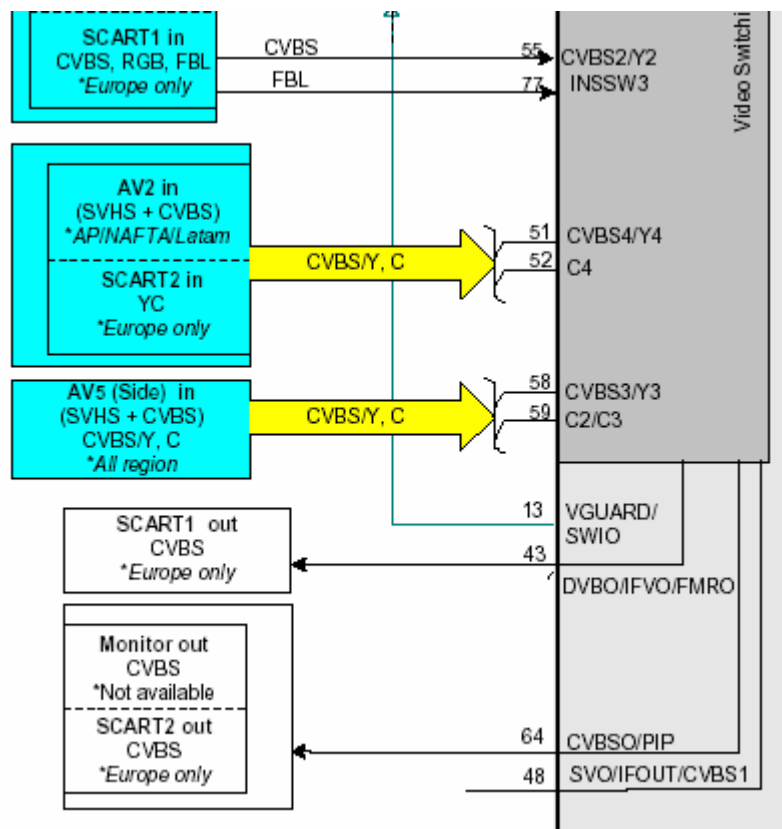 SCART1 in
CVBS, RGB, FBL
*Europe only
CVBS
FBL
55
77
CVBS2/Y2
INSSW3
Video Switchi
AV2 in
(SVHS + CVBS)
*AP/NAFTA/Latam
SCART2 in
YC
*Europe only
CVBS/Y, C
51
52
CVBS4/Y4
C4
AV5 (Side) in
(SVHS + CVBS)
CVBS/Y, C
*All region
CVBS/Y, C
58
59
CVBS3/Y3
C2/C3
13
VGUARD/
SWIO
SCART1 out
CVBS
*Europe only
43
DVBO/IFVO/FMRO
Monitor out
CVBS
*Not available
SCART2 out
CVBS
*Europe only
64
CVBSO/PIP
48
SVO/IFOUT/CVBS1